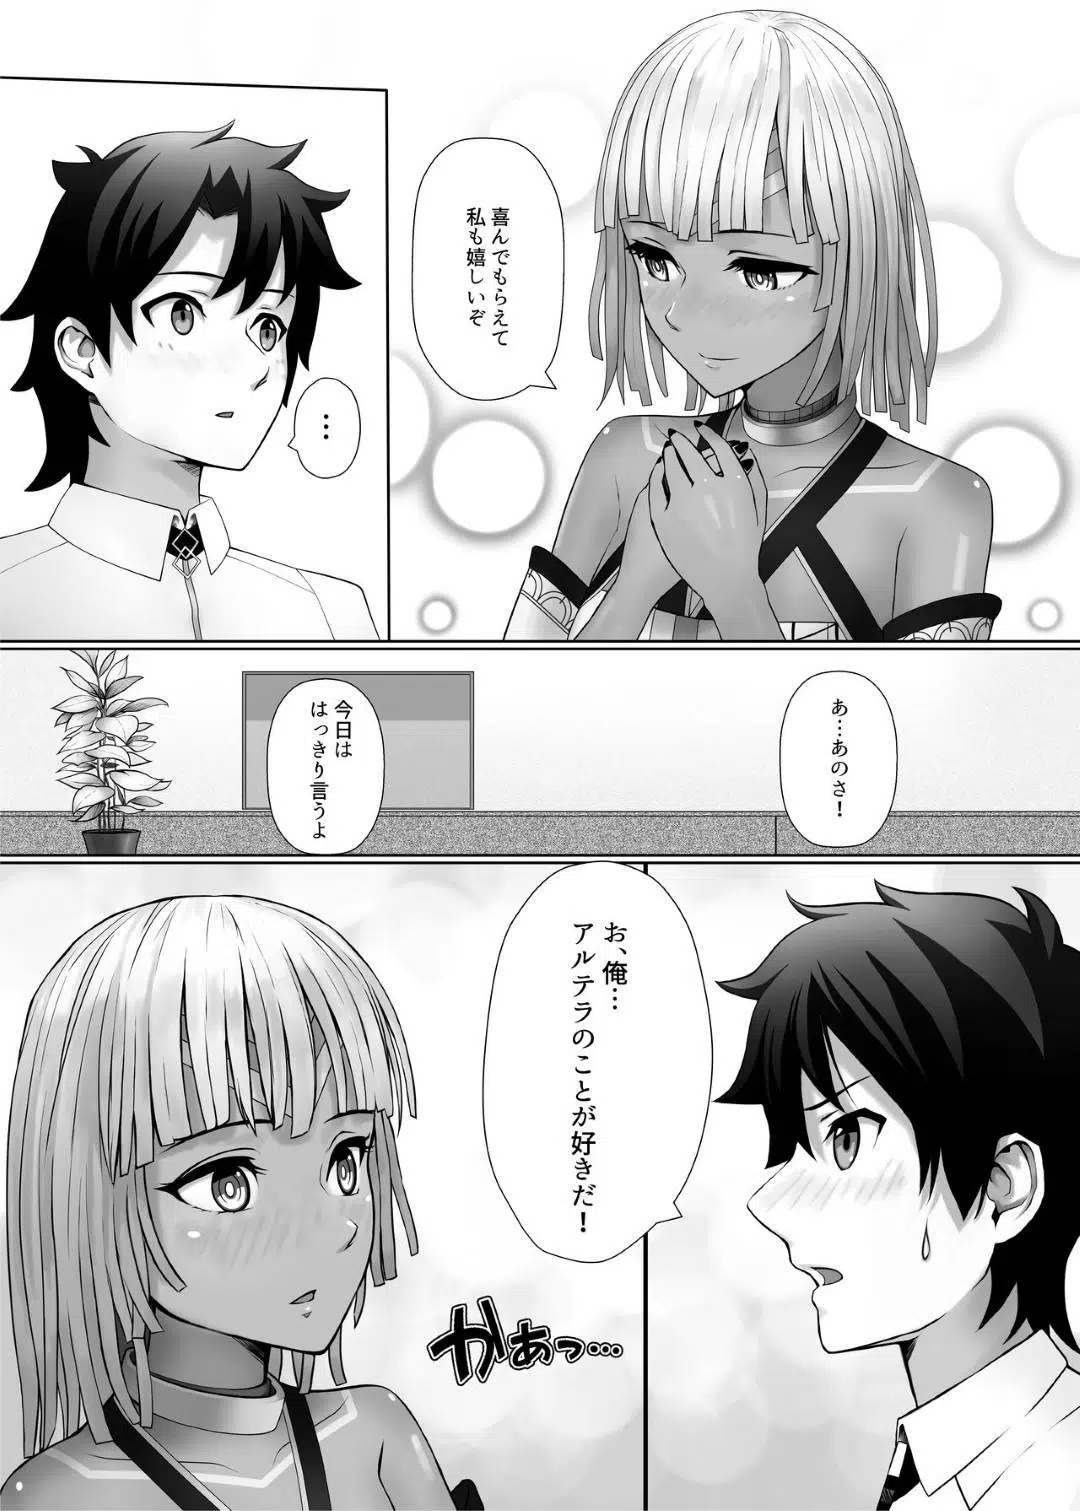 喜んでもらえて
私も嬉しいぞ
…
あ…あのさ！
今日は
はっきり言うよ
お、俺…
アルテラのことが好きだ！
かぁっ…